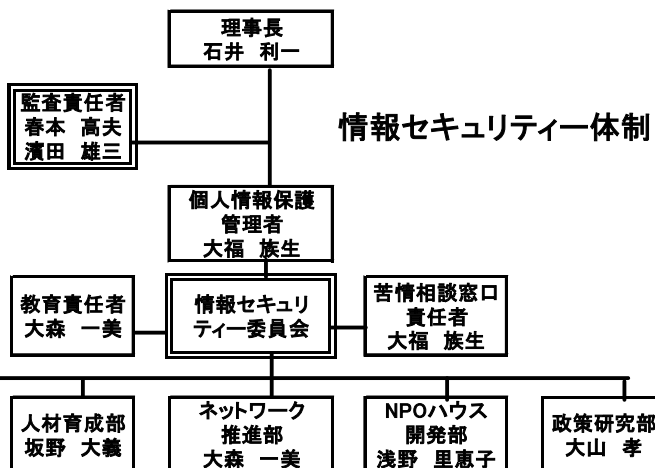 理事長
石井 利一
監査責任者
春本 高夫
濱田 雄三
情報セキュリティー体制
個人情報保護
管理者
大福 族生
教育責任者
大森 一美
情報セキュリ
ティー委員会
苦情相談窓口
責任者
大福 族生
人材育成部
坂野 大義
ネットワーク
推進部
大森 一美
NPOハウス
開発部
浅野 里恵子
政策研究部
大山 孝